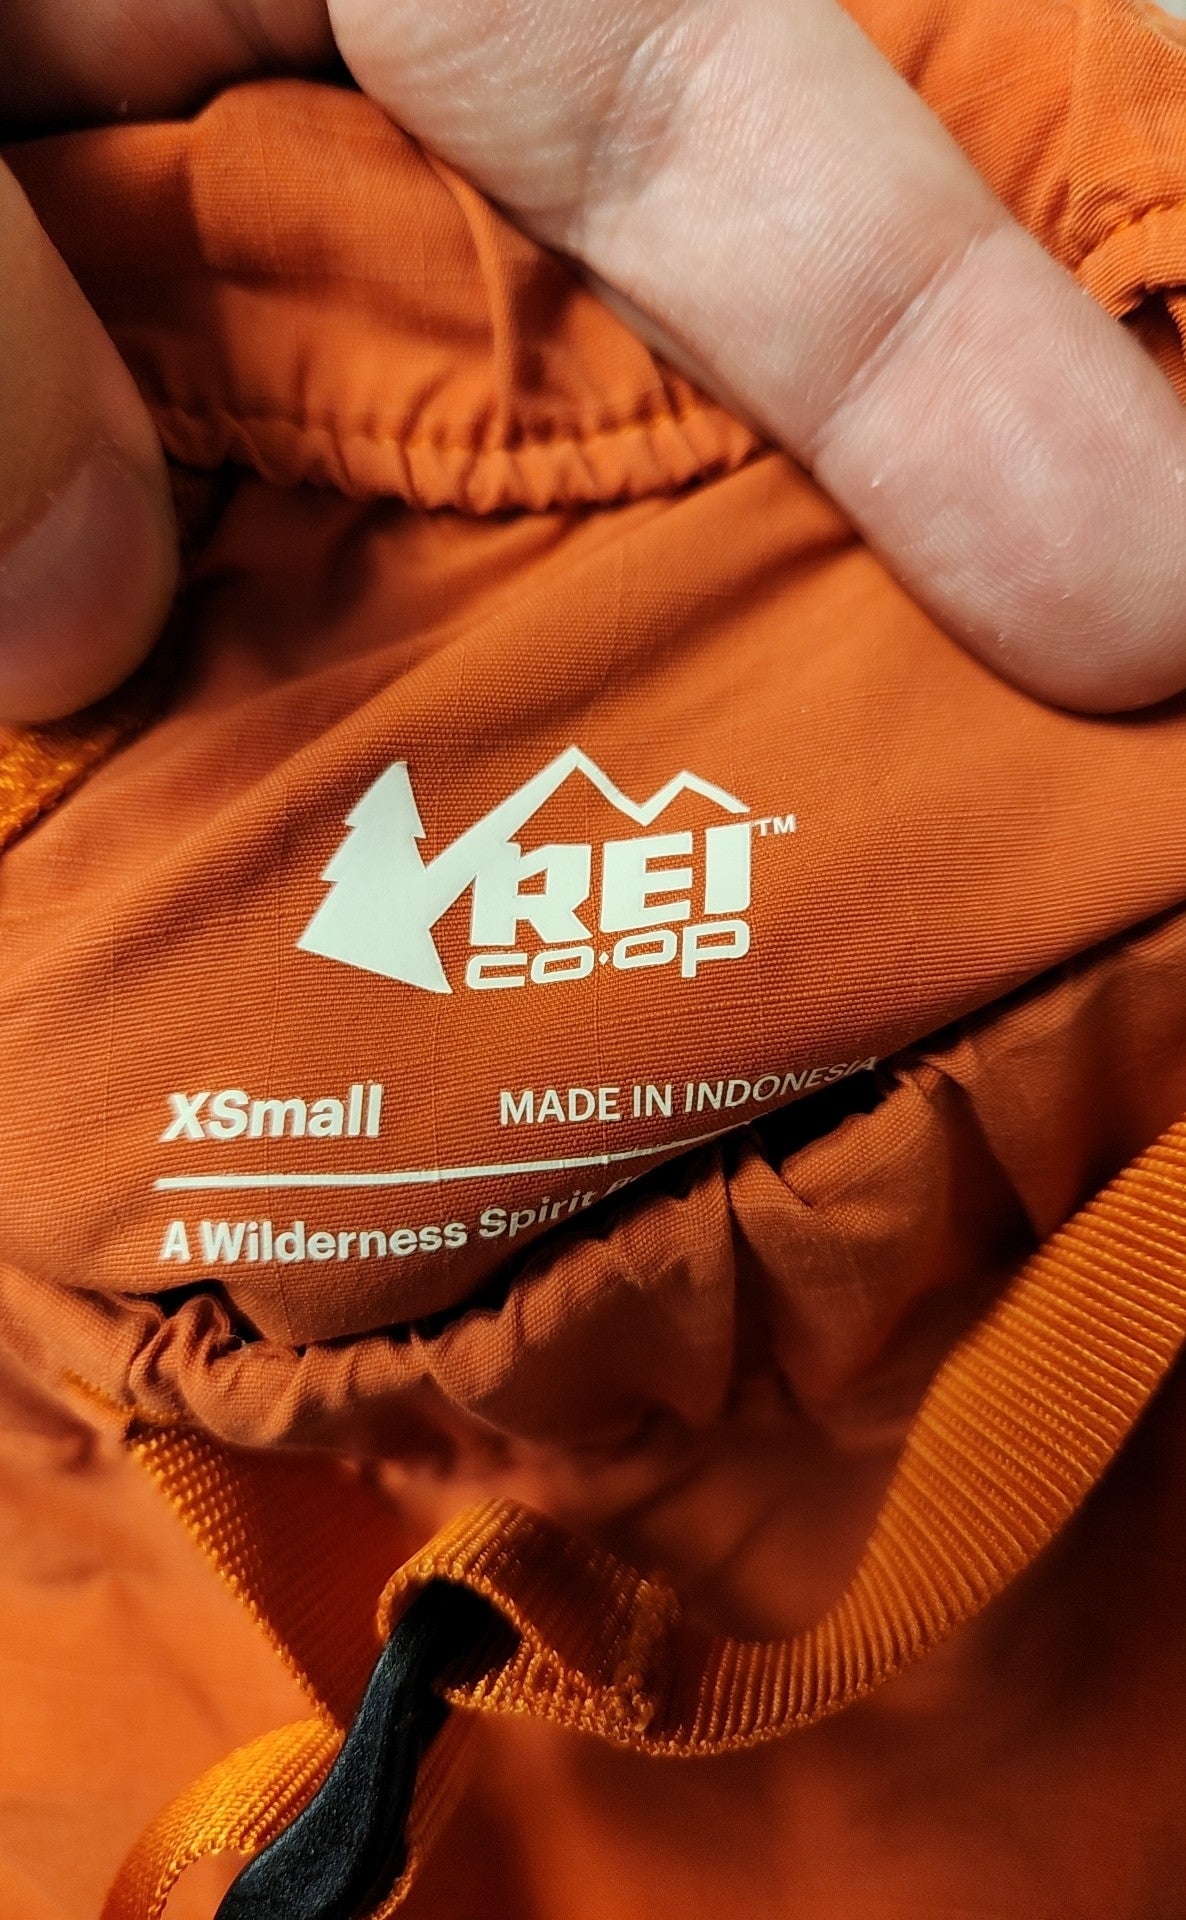 REI™
co·op
XSmall MADE IN INDONESIA
A Wilderness Spirit